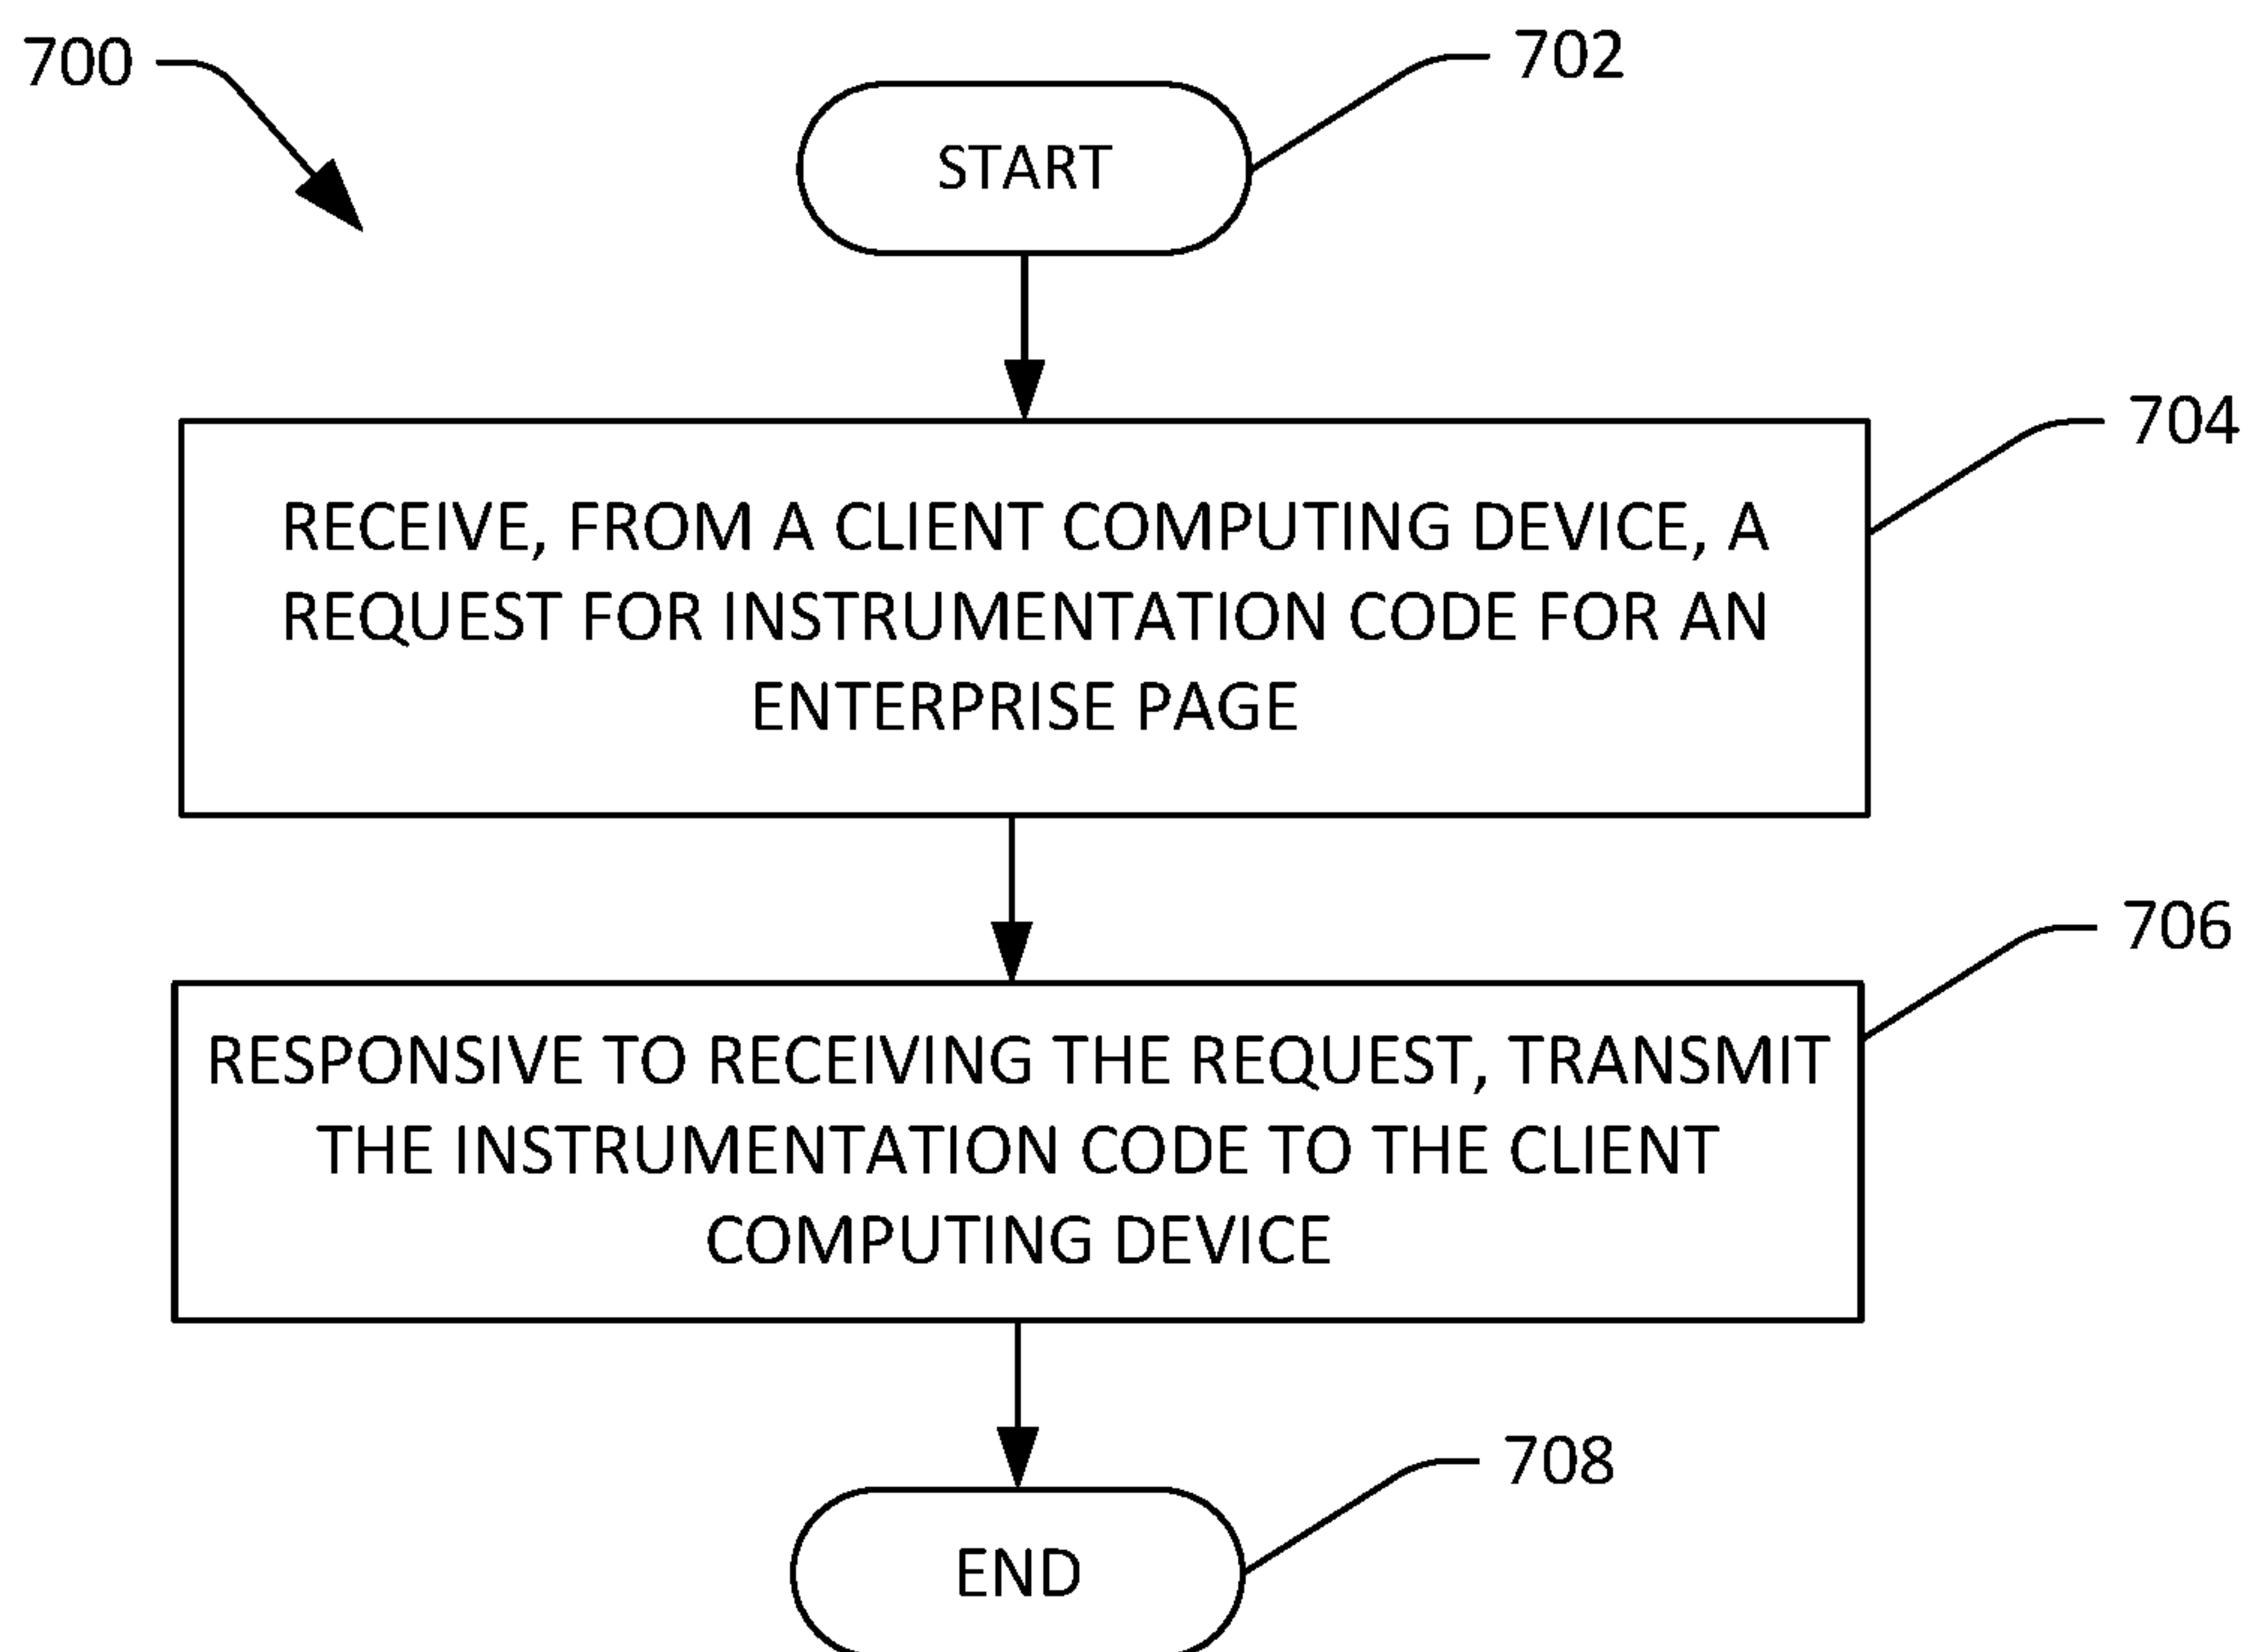 700
702
START
704
RECEIVE, FROM A CLIENT COMPUTING DEVICE, A
REQUEST FOR INSTRUMENTATION CODE FOR AN
ENTERPRISE PAGE
706
RESPONSIVE TO RECEIVING THE REQUEST, TRANSMIT
THE INSTRUMENTATION CODE TO THE CLIENT
COMPUTING DEVICE
708
END